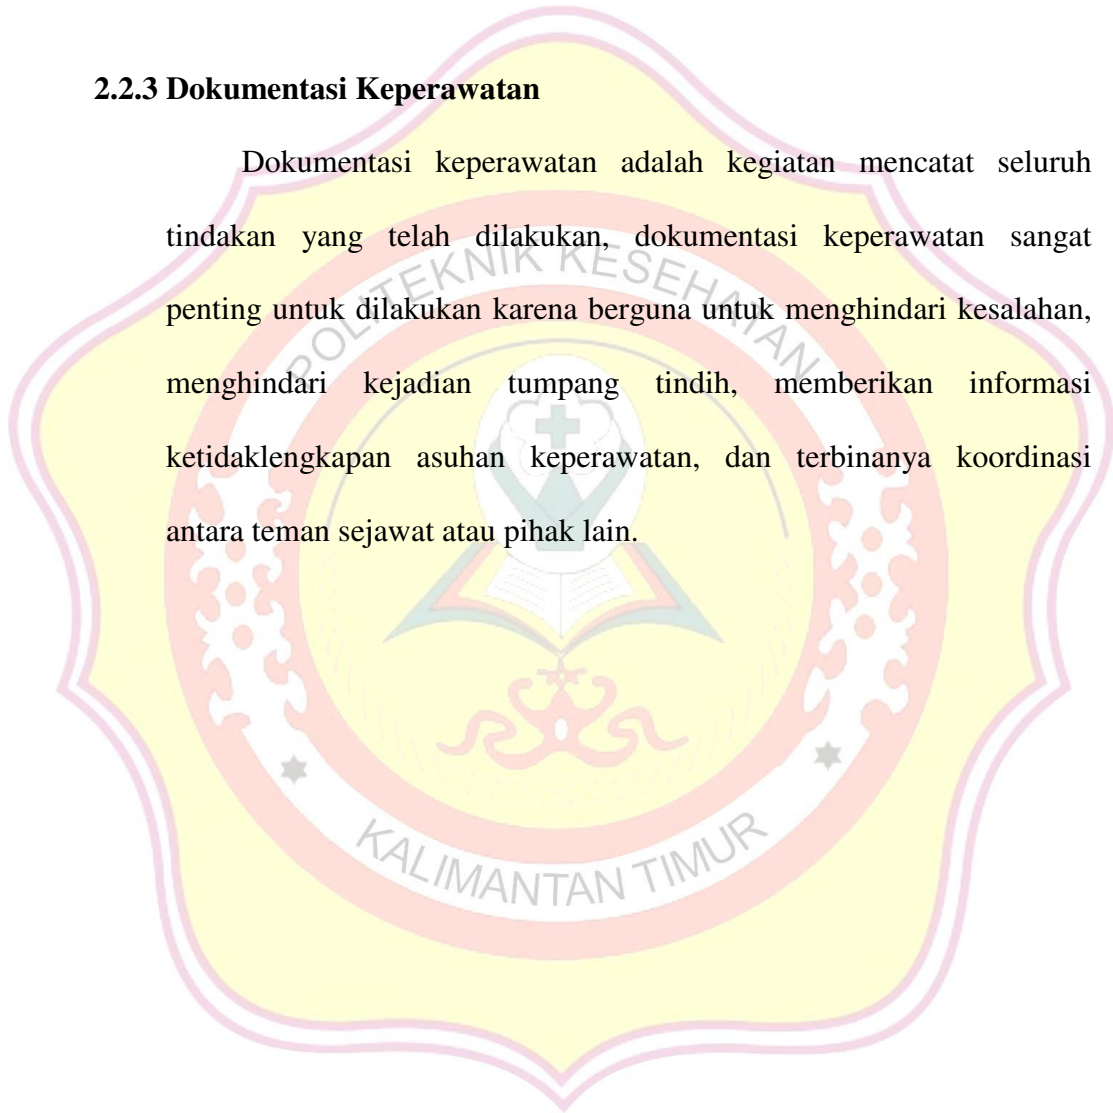 2.2.3 Dokumentasi Keperawatan
Dokumentasi keperawatan adalah kegiatan mencatat seluruh
tindakan yang telah dilakukan, dokumentasi keperawatan sangat
penting untuk dilakukan karena berguna untuk menghindari kesalahan,
menghindari kejadian tumpang tindih, memberikan informasi
ketidaklengkapan asuhan keperawatan, dan terbinanya koordinasi
antara teman sejawat atau pihak lain.
POLITEKNIK KESEHATAN
KALIMANTAN TIMUR